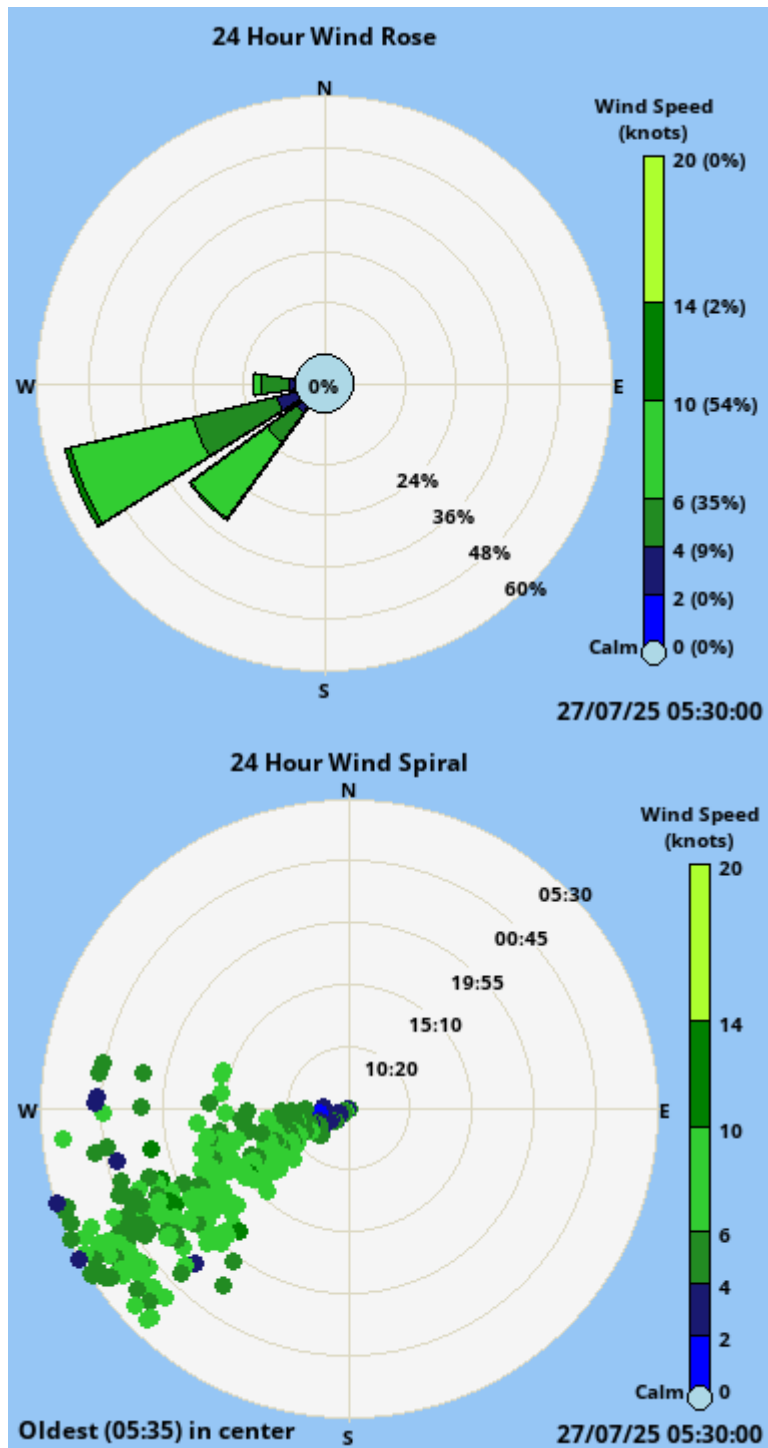 24 Hour Wind Rose
N
Wind Speed
(knots)
20 (0%)
14 (2%)
W
0%
E
10 (54%)
24%
6 (35%)
36%
4 (9%)
48%
2 (0%)
60%
Calm
0 (0%)
S
27/07/25 05:30:00
24 Hour Wind Spiral
N
Wind Speed
(knots)
20
05:30
00:45
19:55
15:10
14
10:20
W
E
10
6
4
2
Calm
0
Oldest (05:35) in center
S
27/07/25 05:30:00